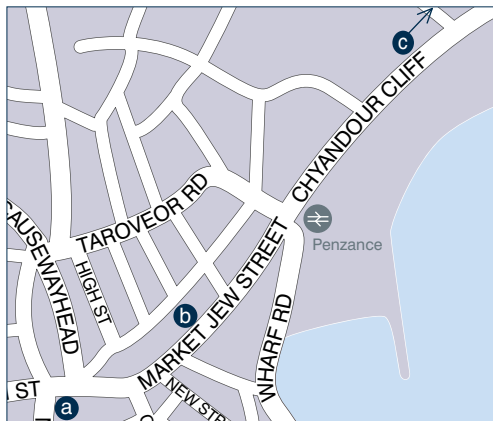 c
CHYANDOUR CLIFF
TAROVEOR RD
CAUSEWAYHEAD
HIGH ST
Penzance
MARKET JEW STREET
b
WHARF RD
ST
NEW STR
a